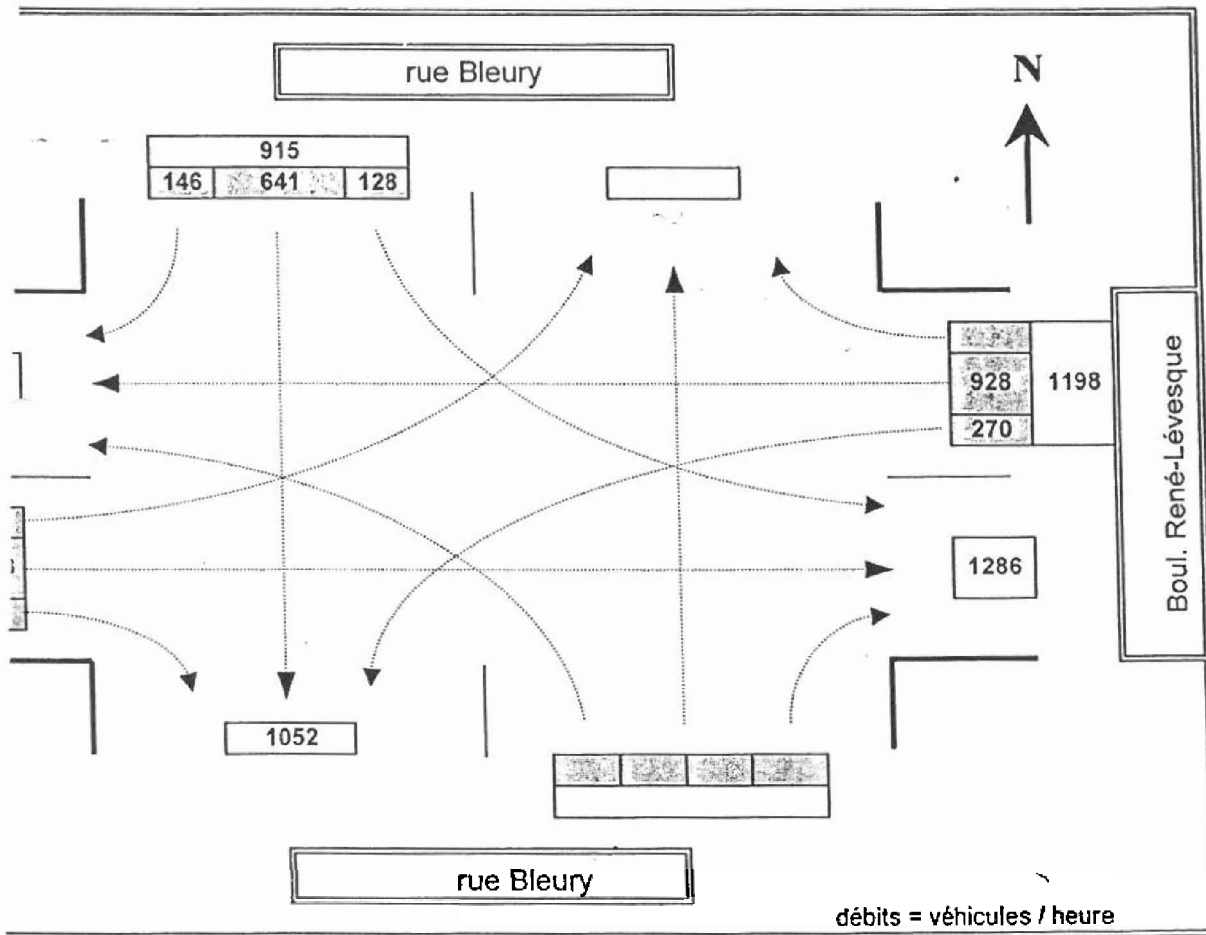 rue Bleury
N
915
146 641 128
928 1198
270
Boul. René-Lévesque
1286
1052
rue Bleury
débits = véhicules / heure